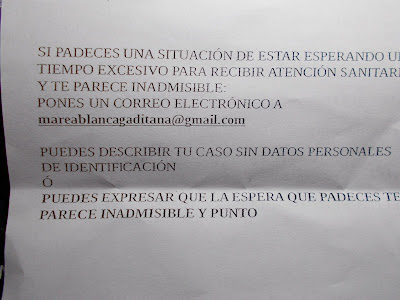 SI PADECES UNA SITUACIÓN DE ESTAR ESPERANDO U
TIEMPO EXCESIVO PARA RECIBIR ATENCIÓN SANITARI
Y TE PARECE INADMISIBLE:
PONES UN CORREO ELECTRÓNICO A
mareablancagaditana@gmail.com
PUEDES DESCRIBIR TU CASO SIN DATOS PERSONALES
DE IDENTIFICACIÓN
Ó
PUEDES EXPRESAR QUE LA ESPERA QUE PADECES TE
PARECE INADMISIBLE Y PUNTO